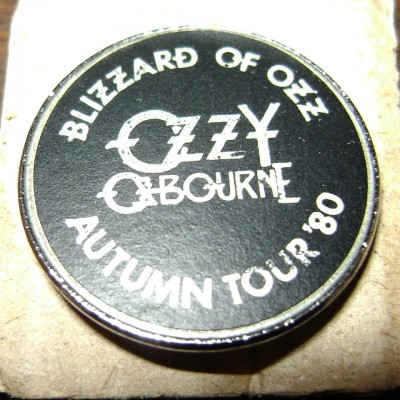 BLIZZARD OF OZZ
OZZY
OSBOURNE
AUTUMN TOUR '80